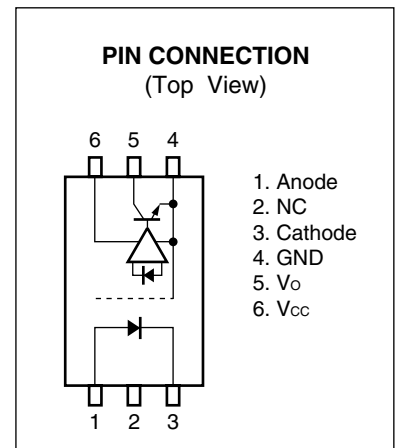 PIN CONNECTION
(Top View)
6 5 4
1. Anode
2. NC
3. Cathode
4. GND
5. Vo
6. Vcc
1 2 3